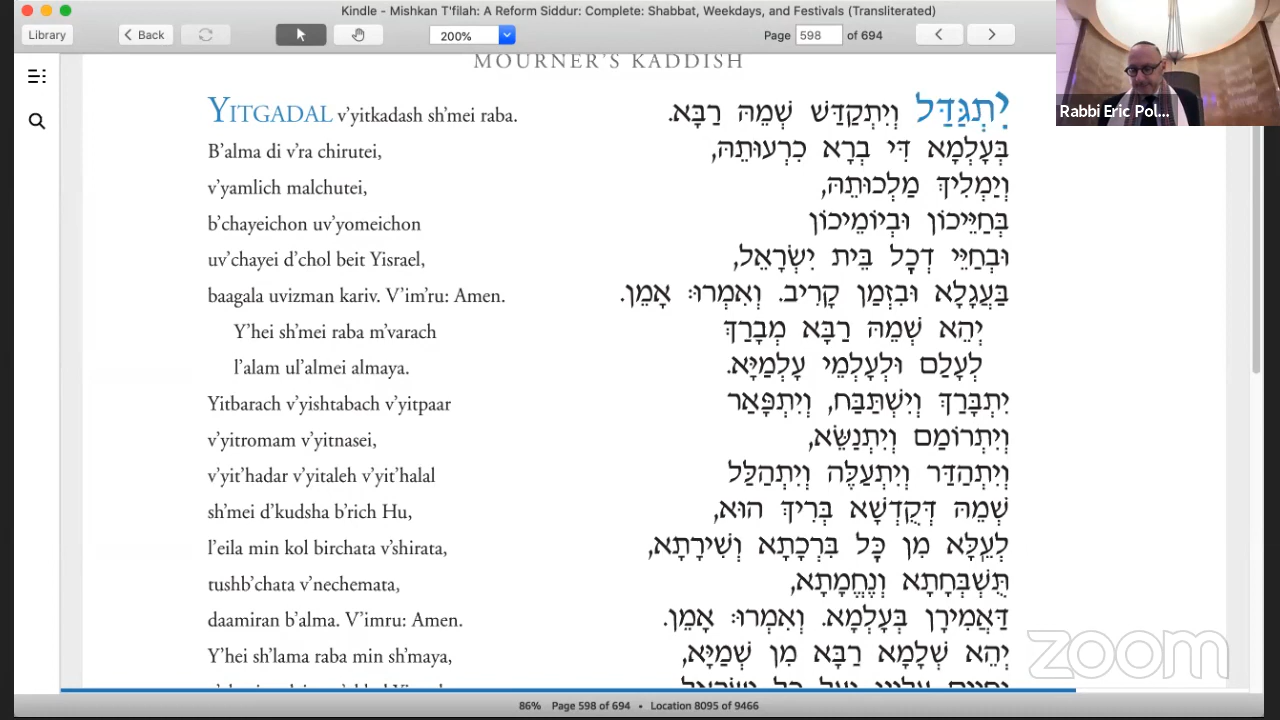 Kindle - Mishkan T'filah: A Reform Siddur: Complete: Shabbat, Weekdays, and Festivals (Transliterated)
Library
Back
200%
Page 598 of 694
Rabbi Eric Pol...
MOURNER'S KADDISH
YITGADAL v'yitkadash sh'mei raba.
יִתְגַּדַּל וְיִתְקַדַּשׁ שְׁמֵהּ רַבָּא.
B'alma di v'ra chirutei,
בְּעָלְמָא דִּי בְרָא כִרְעוּתֵהּ,
v'yamlich malchutei,
וְיַמְלִיךְ מַלְכוּתֵהּ,
b'chayeichon uv'yomeichon
בְּחַיֵּיכוֹן וּבְיוֹמֵיכוֹן
uv'chayei d'chol beit Yisrael,
וּבְחַיֵּי דְכָל בֵּית יִשְׂרָאֵל,
baagala uvizman kariv. V'im'ru: Amen.
בַּעֲגָלָא וּבִזְמַן קָרִיב. וְאִמְרוּ: אָמֵן.
Y'hei sh'mei raba m'varach
יְהֵא שְׁמֵהּ רַבָּא מְבָרַךְ
l'alam ul'almei almaya.
לְעָלַם וּלְעָלְמֵי עָלְמַיָּא.
Yitbarach v'yishtabach v'yitpaar
יִתְבָּרַךְ וְיִשְׁתַּבַּח, וְיִתְפָּאַר
v'yitromam v'yitnasei,
וְיִתְרוֹמַם וְיִתְנַשֵּׂא,
v'yit'hadar v'yitaleh v'yit'halal
וְיִתְהַדַּר וְיִתְעַלֶּה וְיִתְהַלַּל
sh'mei d'kudsha b'rich Hu,
שְׁמֵהּ דְּקֻדְשָׁא בְּרִיךְ הוּא,
l'eila min kol birchata v'shirata,
לְעֵלָּא מִן כָּל בִּרְכָתָא וְשִׁירָתָא,
tushb'chata v'nechemata,
תֻּשְׁבְּחָתָא וְנֶחֱמָתָא,
daamiran b'alma. V'imru: Amen.
דַּאֲמִירָן בְּעָלְמָא. וְאִמְרוּ: אָמֵן.
Y'hei sh'lama raba min sh'maya,
יְהֵא שְׁלָמָא רַבָּא מִן שְׁמַיָּא,
zoom
86% Page 598 of 694 • Location 8095 of 9466